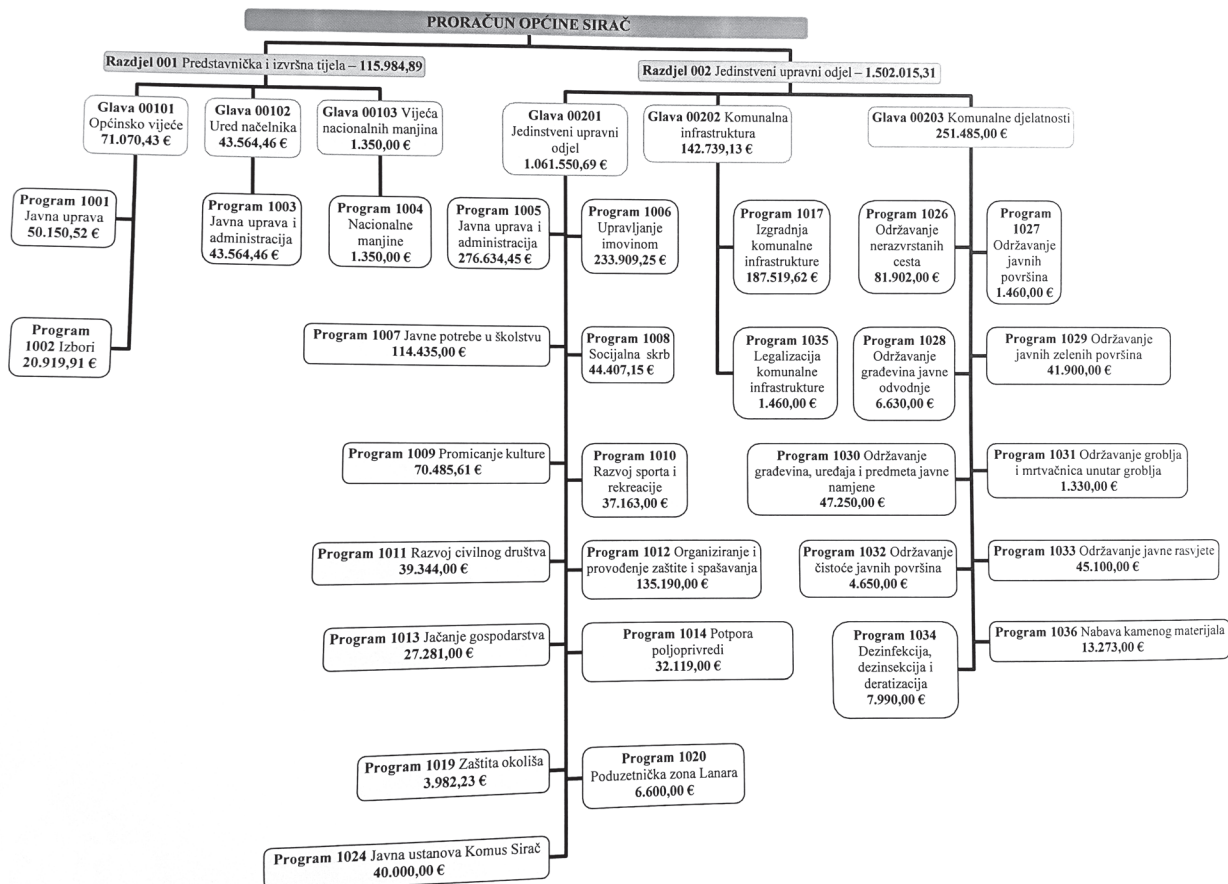 PRORAČUN OPĆINE SIRAČ
Razdjel 001 Predstavnička i izvršna tijela – 115.984,89
Razdjel 002 Jedinstveni upravni odjel – 1.502.015,31
Glava 00101
Općinsko vijeće
71.070,43 €
Glava 00102
Ured načelnika
43.564,46 €
Glava 00103 Vijeća
nacionalnih manjina
1.350,00 €
Glava 00201
Jedinstveni upravni
odjel
1.061.550,69 €
Glava 00202 Komunalna
infrastruktura
142.739,13 €
Glava 00203 Komunalne djelatnosti
251.485,00 €
Program 1001
Javna uprava
50.150,52 €
Program 1003
Javna uprava i
administracija
43.564,46 €
Program 1004
Nacionalne
manjine
1.350,00 €
Program 1005
Javna uprava i
administracija
276.634,45 €
Program 1006
Upravljanje
imovinom
233.909,25 €
Program 1017
Izgradnja
komunalne
infrastrukture
187.519,62 €
Program 1026
Održavanje
nerazvrstanih
cesta
81.902,00 €
Program
1027
Održavanje
javnih
površina
1.460,00 €
Program
1002 Izbori
20.919,91 €
Program 1007 Javne potrebe u školstvu
114.435,00 €
Program 1008
Socijalna skrb
44.407,15 €
Program 1035
Legalizacija
komunalne
infrastrukture
1.460,00 €
Program 1028
Održavanje
građevina javne
odvodnje
6.630,00 €
Program 1029 Održavanje
javnih zelenih površina
41.900,00 €
Program 1009 Promicanje kulture
70.485,61 €
Program 1010
Razvoj sporta i
rekreacije
37.163,00 €
Program 1030 Održavanje
građevina, uređaja i predmeta javne
namjene
47.250,00 €
Program 1031 Održavanje groblja
i mrtvačnica unutar groblja
1.330,00 €
Program 1011 Razvoj civilnog društva
39.344,00 €
Program 1012 Organiziranje i
provođenje zaštite i spašavanja
135.190,00 €
Program 1032 Održavanje
čistoće javnih površina
4.650,00 €
Program 1033 Održavanje javne rasvjete
45.100,00 €
Program 1013 Jačanje gospodarstva
27.281,00 €
Program 1014 Potpora
poljoprivredi
32.119,00 €
Program 1034
Dezinfekcija,
dezinsekcija i
deratizacija
7.990,00 €
Program 1036 Nabava kamenog materijala
13.273,00 €
Program 1019 Zaštita okoliša
3.982,23 €
Program 1020
Poduzetnička zona Lanara
6.600,00 €
Program 1024 Javna ustanova Komus Sirač
40.000,00 €